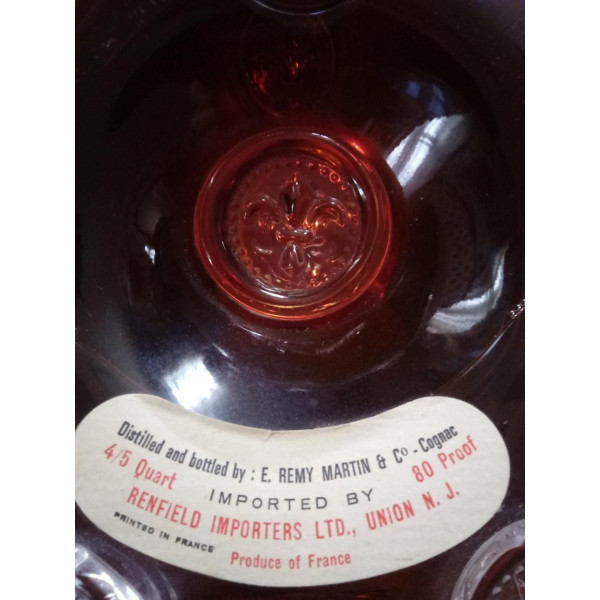 Distilled and bottled by : E. REMY MARTIN & Cº - Cognac
4/5 Quart
80 Proof
IMPORTED BY
RENFIELD IMPORTERS LTD., UNION N. J.
PRINTED IN FRANCE
Produce of France